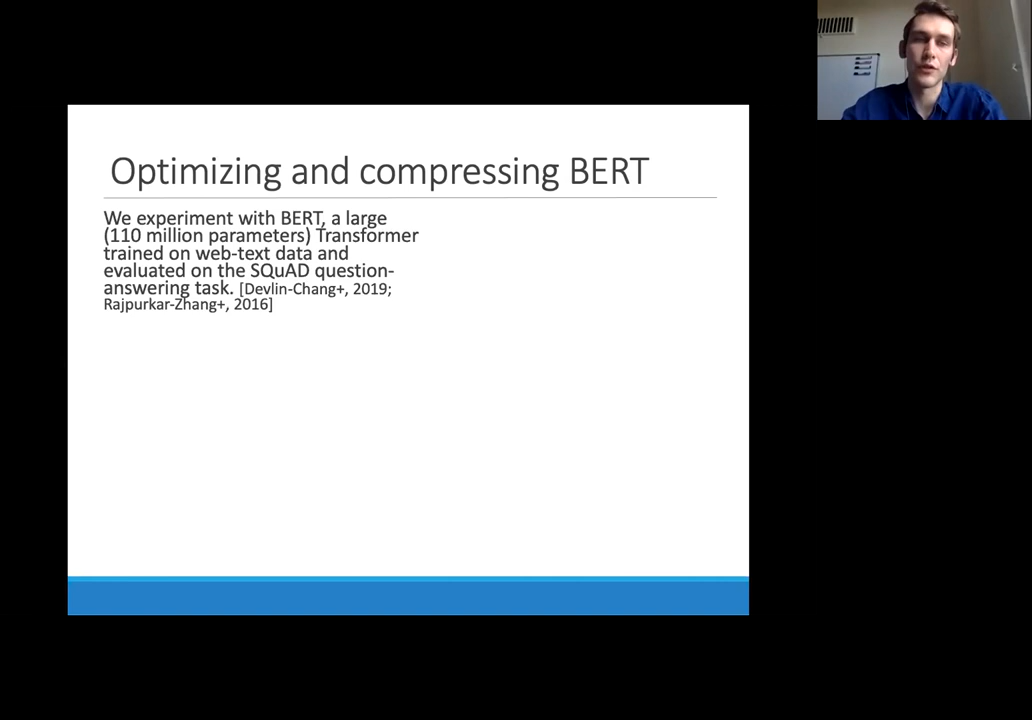 Optimizing and compressing BERT
We experiment with BERT, a large
(110 million parameters) Transformer
trained on web-text data and
evaluated on the SQuAD question-
answering task. [Devlin-Chang+, 2019;
Rajpurkar-Zhang+, 2016]